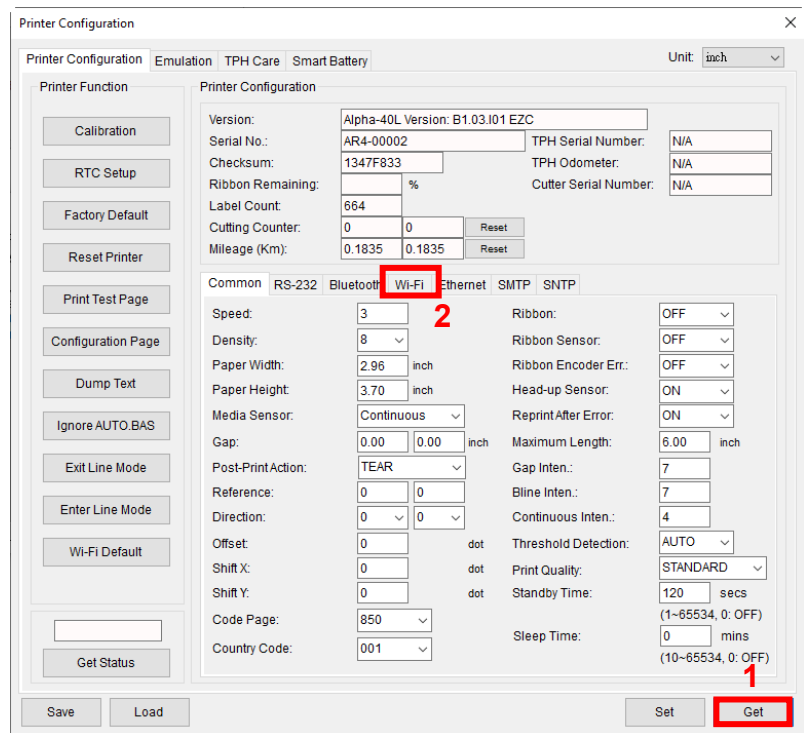 Printer Configuration
Printer Configuration Emulation TPH Care Smart Battery Unit: inch
Printer Function
Calibration
RTC Setup
Factory Default
Reset Printer
Print Test Page
Configuration Page
Dump Text
Ignore AUTO.BAS
Exit Line Mode
Enter Line Mode
Wi-Fi Default
Get Status
Printer Configuration
Version: Alpha-40L Version: B1.03.I01 EZC
Serial No.: AR4-00002 TPH Serial Number: N/A
Checksum: 1347F833 TPH Odometer: N/A
Ribbon Remaining: % Cutter Serial Number: N/A
Label Count: 664
Cutting Counter: 0 0 Reset
Mileage (Km): 0.1835 0.1835 Reset
Common RS-232 Bluetooth Wi-Fi Ethernet SMTP SNTP
2
Speed: 3 Ribbon: OFF
Density: 8 Ribbon Sensor: OFF
Paper Width: 2.96 inch Ribbon Encoder Err.: OFF
Paper Height: 3.70 inch Head-up Sensor: ON
Media Sensor: Continuous Reprint After Error: ON
Gap: 0.00 0.00 inch Maximum Length: 6.00 inch
Post-Print Action: TEAR Gap Inten.: 7
Reference: 0 0 Bline Inten.: 7
Direction: 0 0 Continuous Inten.: 4
Offset: 0 dot Threshold Detection: AUTO
Shift X: 0 dot Print Quality: STANDARD
Shift Y: 0 dot Standby Time: 120 secs
(1~65534, 0: OFF)
Code Page: 850
Sleep Time: 0 mins
Country Code: 001
(10~65534, 0: OFF)
1
Save Load Set Get